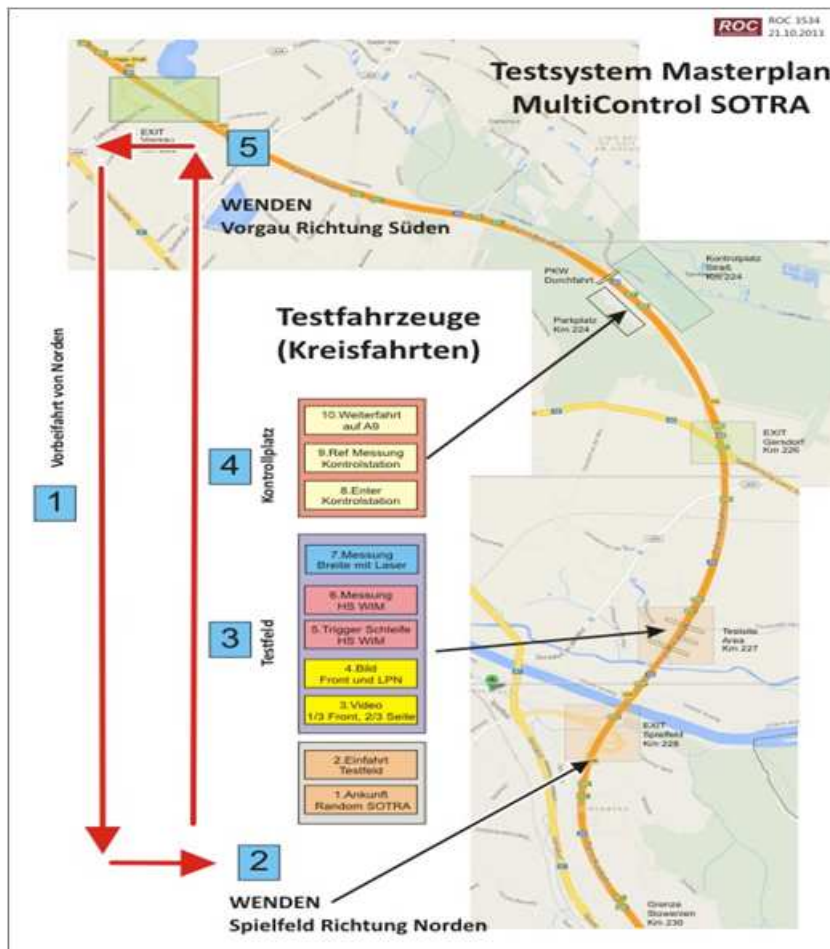 ROC
ROC 3534
21.10.2013
Testsystem Masterplan
MultiControl SOTRA
EXIT
5
WENDEN
Vorgau Richtung Süden
Kontrolplatz
Straß
Km 224
PKW
Durchfahrt
Parkplatz
Km 224
Testfahrzeuge
(Kreisfahrten)
Vorbeifahrt von Norden
1
4
Kontrollplatz
10.Weiterfahrt
auf A9
9.Ref Messung
Kontrolstation
8.Enter
Kontrolstation
EXIT
Gersdorf
Km 226
3
Testfeld
7.Messung
Breite mit Laser
6.Messung
HS WIM
5.Trigger Schleife
HS WIM
4.Bild
Front und LPN
3.Video
1/3 Front, 2/3 Seite
Testsite
Area
Km 227
EXIT
Spielfeld
Km 228
2.Einfahrt
Testfeld
1.Ankunft
Random SOTRA
2
WENDEN
Spielfeld Richtung Norden
Grenze
Slowenien
Km 230